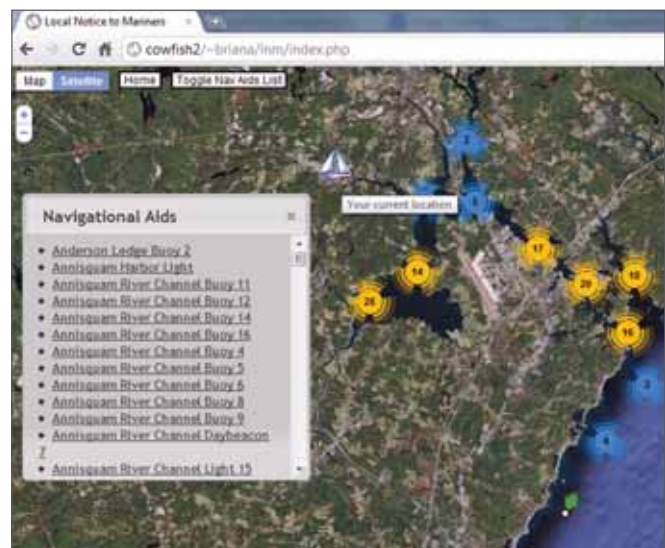 Local Notice to Mariners
cowfish2/~briana/lnm/index.php
Map Satellite Home Toggle Nav Aids List
+
−
2
Your current location
Navigational Aids
17
14
20
10
28
16
3
4
Anderson Ledge Buoy 2
Annisquam Harbor Light
Annisquam River Channel Buoy 11
Annisquam River Channel Buoy 12
Annisquam River Channel Buoy 14
Annisquam River Channel Buoy 16
Annisquam River Channel Buoy 4
Annisquam River Channel Buoy 5
Annisquam River Channel Buoy 6
Annisquam River Channel Buoy 8
Annisquam River Channel Buoy 9
Annisquam River Channel Daybeacon
7
Annisquam River Channel Light 15